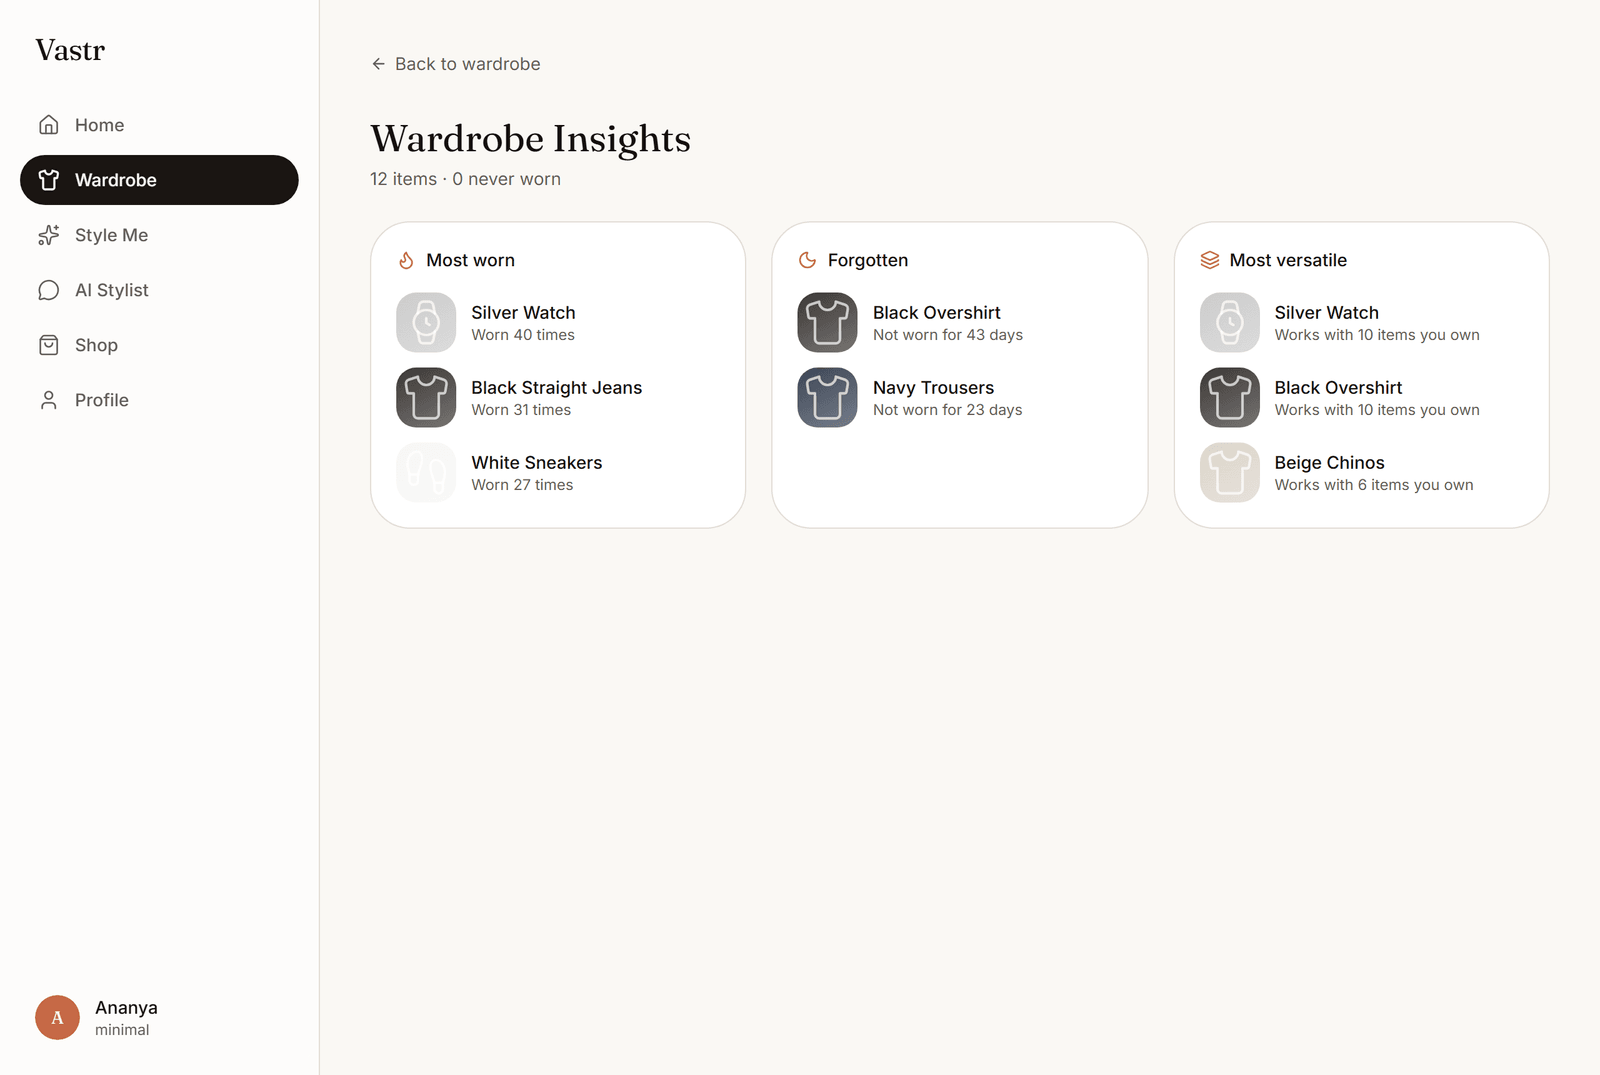 Vastr
Home
Wardrobe
Style Me
AI Stylist
Shop
Profile
A
Ananya
minimal
Back to wardrobe
Wardrobe Insights
12 items · 0 never worn
Most worn
Silver Watch
Worn 40 times
Black Straight Jeans
Worn 31 times
White Sneakers
Worn 27 times
Forgotten
Black Overshirt
Not worn for 43 days
Navy Trousers
Not worn for 23 days
Most versatile
Silver Watch
Works with 10 items you own
Black Overshirt
Works with 10 items you own
Beige Chinos
Works with 6 items you own